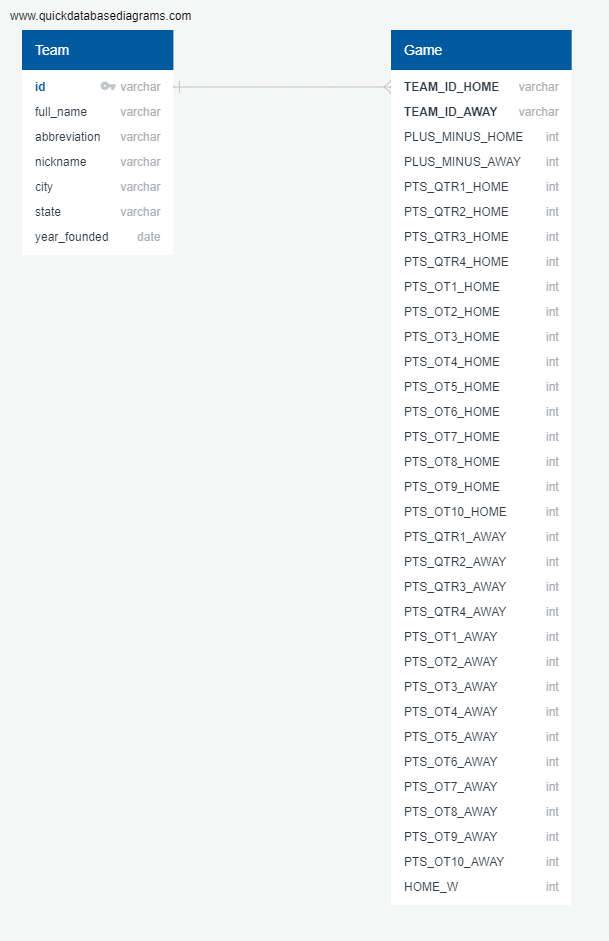 www.quickdatabasediagrams.com
Team
id varchar
full_name varchar
abbreviation varchar
nickname varchar
city varchar
state varchar
year_founded date
Game
TEAM_ID_HOME varchar
TEAM_ID_AWAY varchar
PLUS_MINUS_HOME int
PLUS_MINUS_AWAY int
PTS_QTR1_HOME int
PTS_QTR2_HOME int
PTS_QTR3_HOME int
PTS_QTR4_HOME int
PTS_OT1_HOME int
PTS_OT2_HOME int
PTS_OT3_HOME int
PTS_OT4_HOME int
PTS_OT5_HOME int
PTS_OT6_HOME int
PTS_OT7_HOME int
PTS_OT8_HOME int
PTS_OT9_HOME int
PTS_OT10_HOME int
PTS_QTR1_AWAY int
PTS_QTR2_AWAY int
PTS_QTR3_AWAY int
PTS_QTR4_AWAY int
PTS_OT1_AWAY int
PTS_OT2_AWAY int
PTS_OT3_AWAY int
PTS_OT4_AWAY int
PTS_OT5_AWAY int
PTS_OT6_AWAY int
PTS_OT7_AWAY int
PTS_OT8_AWAY int
PTS_OT9_AWAY int
PTS_OT10_AWAY int
HOME_W int